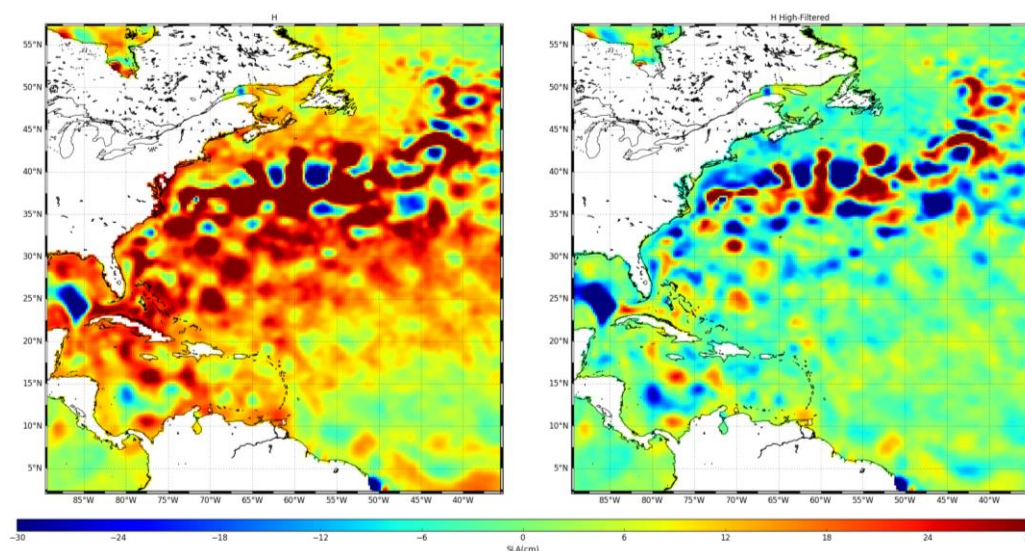 H
H High-Filtered
55°N
50°N
45°N
40°N
35°N
30°N
25°N
20°N
15°N
10°N
5°N
85°W 80°W 75°W 70°W 65°W 60°W 55°W 50°W 45°W 40°W
55°N
50°N
45°N
40°N
35°N
30°N
25°N
20°N
15°N
10°N
5°N
85°W 80°W 75°W 70°W 65°W 60°W 55°W 50°W 45°W 40°W
−30 −24 −18 −12 −6 0 6 12 18 24
SLA(cm)